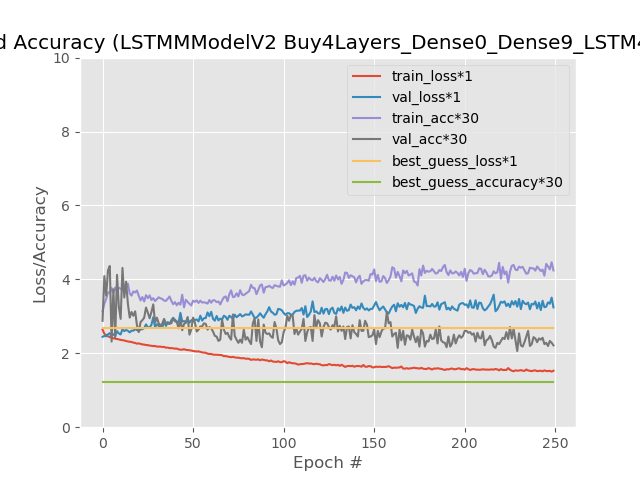 d Accuracy (LSTMMModelV2 Buy4Layers_Dense0_Dense9_LSTM4
10
8
6
4
2
0
Loss/Accuracy
train_loss*1
val_loss*1
train_acc*30
val_acc*30
best_guess_loss*1
best_guess_accuracy*30
0 50 100 150 200 250
Epoch #